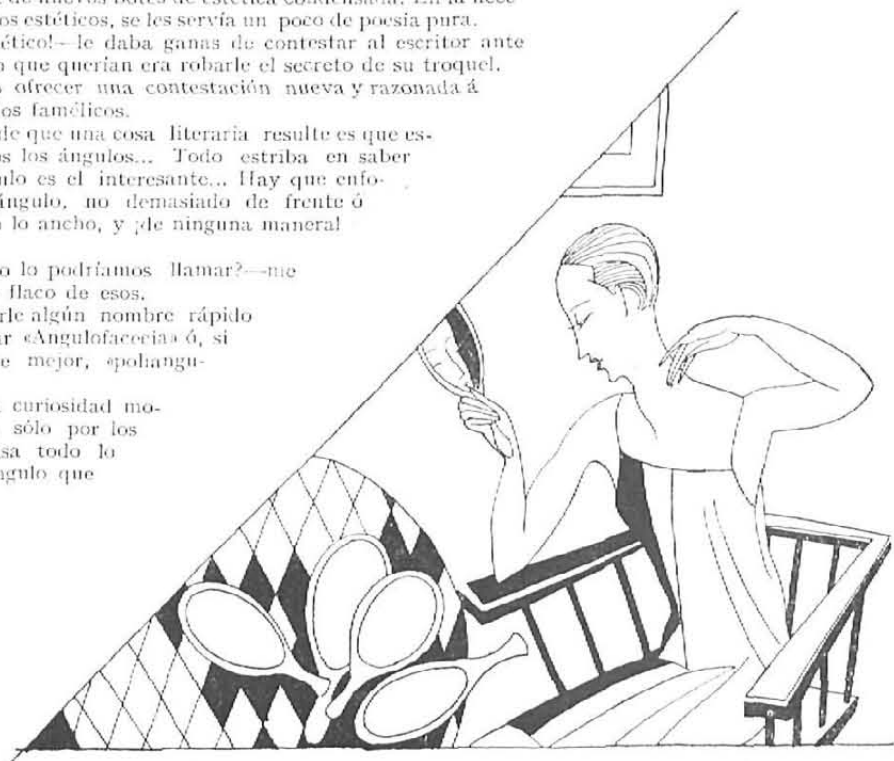 de nuevos botes de estética condensada. En la nece-
os estéticos, se les servía un poco de poesía pura.
ético!—le daba ganas de contestar al escritor ante
que querían era robarle el secreto de su troquel.
ofrecer una contestación nueva y razonada á
os famélicos.
de que una cosa literaria resulte es que es-
s los ángulos... Todo estriba en saber
ulo es el interesante... Hay que enfo-
ángulo, no demasiado de frente ó
lo ancho, y ¡de ninguna manera!
o lo podríamos llamar?—me
flaco de esos.
rle algún nombre rápido
ar «Angulofacecia» ó, si
e mejor, «poliangu-
curiosidad mo-
sólo por los
sa todo lo
ngulo que